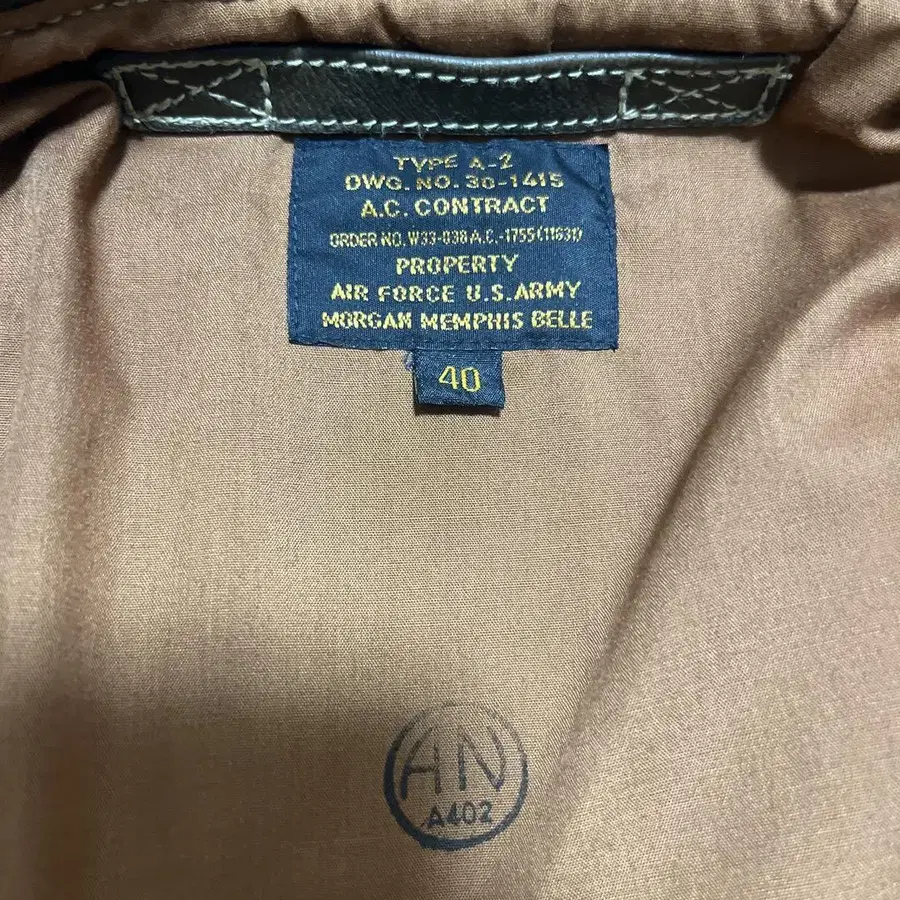 TYPE A-2
DWG. NO. 30-1415
A.C. CONTRACT
ORDER NO. W33-038 A.C.-1755 (11631)
PROPERTY
AIR FORCE U.S. ARMY
MORGAN MEMPHIS BELLE
40
AN
A402